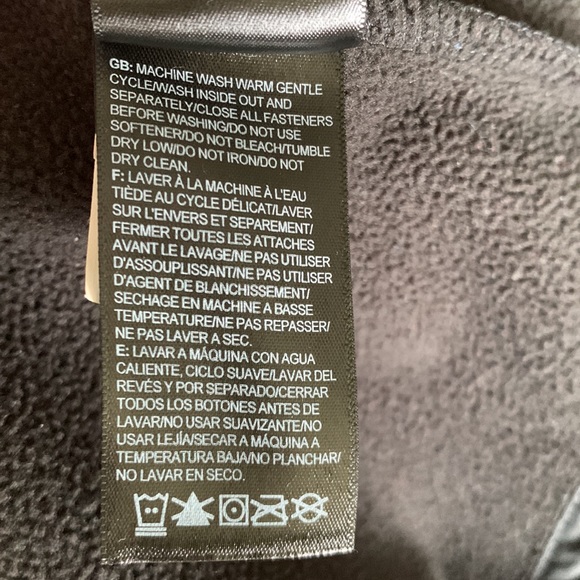 GB: MACHINE WASH WARM GENTLE
CYCLE/WASH INSIDE OUT AND
SEPARATELY/CLOSE ALL FASTENERS
BEFORE WASHING/DO NOT USE
SOFTENER/DO NOT BLEACH/TUMBLE
DRY LOW/DO NOT IRON/DO NOT
DRY CLEAN.
F: LAVER À LA MACHINE À L'EAU
TIÈDE AU CYCLE DÉLICAT/LAVER
SUR L'ENVERS ET SEPAREMENT/
FERMER TOUTES LES ATTACHES
AVANT LE LAVAGE/NE PAS UTILISER
D'ASSOUPLISSANT/NE PAS UTILISER
D'AGENT DE BLANCHISSEMENT/
SECHAGE EN MACHINE A BASSE
TEMPERATURE/NE PAS REPASSER/
NE PAS LAVER A SEC.
E: LAVAR A MÁQUINA CON AGUA
CALIENTE, CICLO SUAVE/LAVAR DEL
REVÉS Y POR SEPARADO/CERRAR
TODOS LOS BOTONES ANTES DE
LAVAR/NO USAR SUAVIZANTE/NO
USAR LEJÍA/SECAR A MÁQUINA A
TEMPERATURA BAJA/NO PLANCHAR/
NO LAVAR EN SECO.